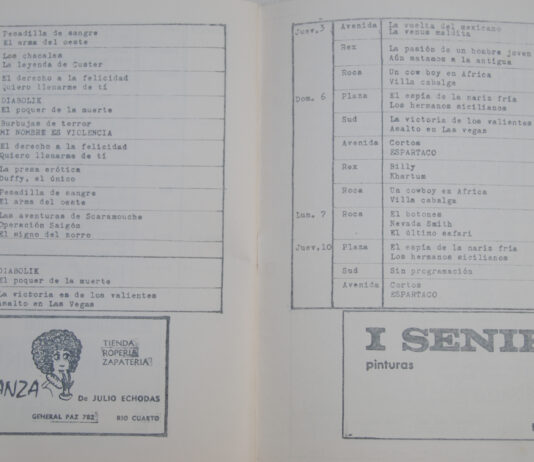 Pesadilla de sangre
El arma del oeste
Los chacales
La leyenda de Custer
El derecho a la felicidad
Quiero llenarme de tí
DIABOLIK
El poquer de la muerte
Burbujas de terror
MI NOMBRE ES VIOLENCIA
El derecho a la felicidad
Quiero llenarme de tí
La presa erótica
Duffy, el único
Pesadilla de sangre
El arma del oeste
Las aventuras de Scaramouche
Operación Saigón
El signo del zorro
DIABOLIK
El poquer de la muerte
La victoria es de los valientes
Asalto en Las Vegas
TIENDA
ROPERIA
ZAPATERIA
ANZA
De JULIO ECHODAS
GENERAL PAZ 782
RIO CUARTO
Juev.3 Avenida La vuelta del mexicano
La venus maldita
Rex La pasión de un hombre joven
Aún matamos a la antigua
Roca Un cow boy en Africa
Villa cabalga
Dom. 6 Plaza El espía de la nariz fría
Los hermanos sicilianos
Sud La victoria de los valientes
Asalto en Las Vegas
Avenida Cortos
ESPARTACO
Rex Billy
Khartum
Roca Un cowboy en Africa
Villa cabalga
Lun. 7 Roca El botones
Nevada Smith
El último safari
Juev.10 Plaza El espía de la nariz fría
Los hermanos sicilianos
Sud Sin programación
Avenida Cortos
ESPARTACO
I SENI
pinturas